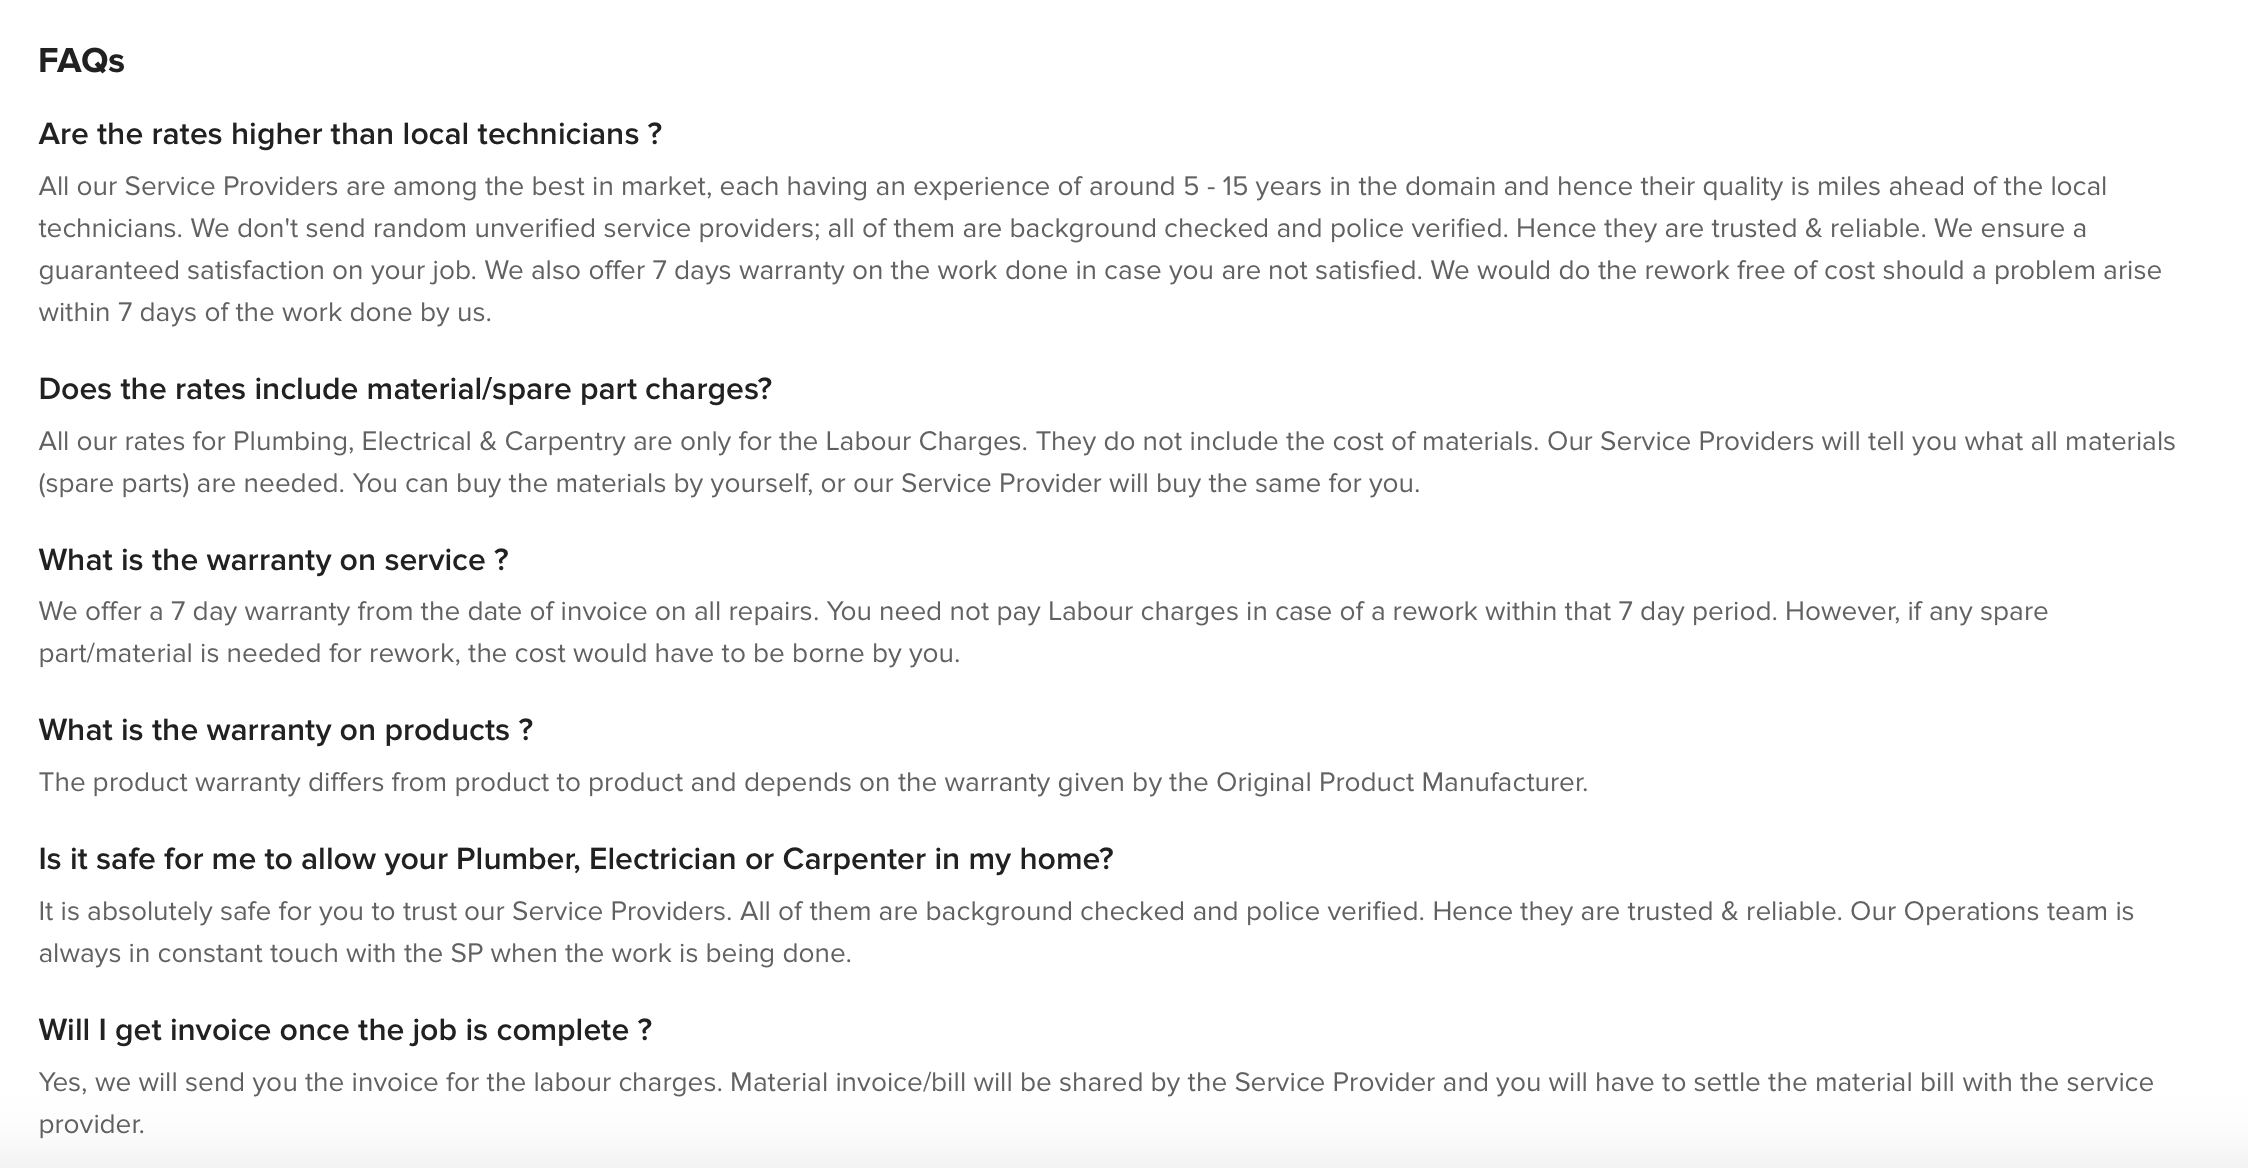 FAQs
Are the rates higher than local technicians ?
All our Service Providers are among the best in market, each having an experience of around 5 - 15 years in the domain and hence their quality is miles ahead of the local
technicians. We don't send random unverified service providers; all of them are background checked and police verified. Hence they are trusted & reliable. We ensure a
guaranteed satisfaction on your job. We also offer 7 days warranty on the work done in case you are not satisfied. We would do the rework free of cost should a problem arise
within 7 days of the work done by us.
Does the rates include material/spare part charges?
All our rates for Plumbing, Electrical & Carpentry are only for the Labour Charges. They do not include the cost of materials. Our Service Providers will tell you what all materials
(spare parts) are needed. You can buy the materials by yourself, or our Service Provider will buy the same for you.
What is the warranty on service ?
We offer a 7 day warranty from the date of invoice on all repairs. You need not pay Labour charges in case of a rework within that 7 day period. However, if any spare
part/material is needed for rework, the cost would have to be borne by you.
What is the warranty on products ?
The product warranty differs from product to product and depends on the warranty given by the Original Product Manufacturer.
Is it safe for me to allow your Plumber, Electrician or Carpenter in my home?
It is absolutely safe for you to trust our Service Providers. All of them are background checked and police verified. Hence they are trusted & reliable. Our Operations team is
always in constant touch with the SP when the work is being done.
Will I get invoice once the job is complete ?
Yes, we will send you the invoice for the labour charges. Material invoice/bill will be shared by the Service Provider and you will have to settle the material bill with the service
provider.